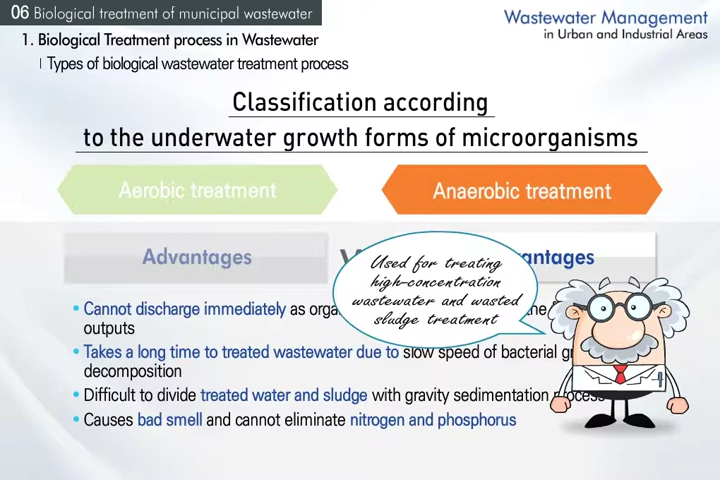 06 Biological treatment of municipal wastewater
Wastewater Management
in Urban and Industrial Areas
1. Biological Treatment process in Wastewater
| Types of biological wastewater treatment process
Classification according
to the underwater growth forms of microorganisms
Aerobic treatment
Anaerobic treatment
Advantages
antages
Used for treating
high-concentration
wastewater and wasted
sludge treatment
• Cannot discharge immediately as orga the
outputs
• Takes a long time to treated wastewater due to slow speed of bacterial g
decomposition
• Difficult to divide treated water and sludge with gravity sedimentation process
• Causes bad smell and cannot eliminate nitrogen and phosphorus